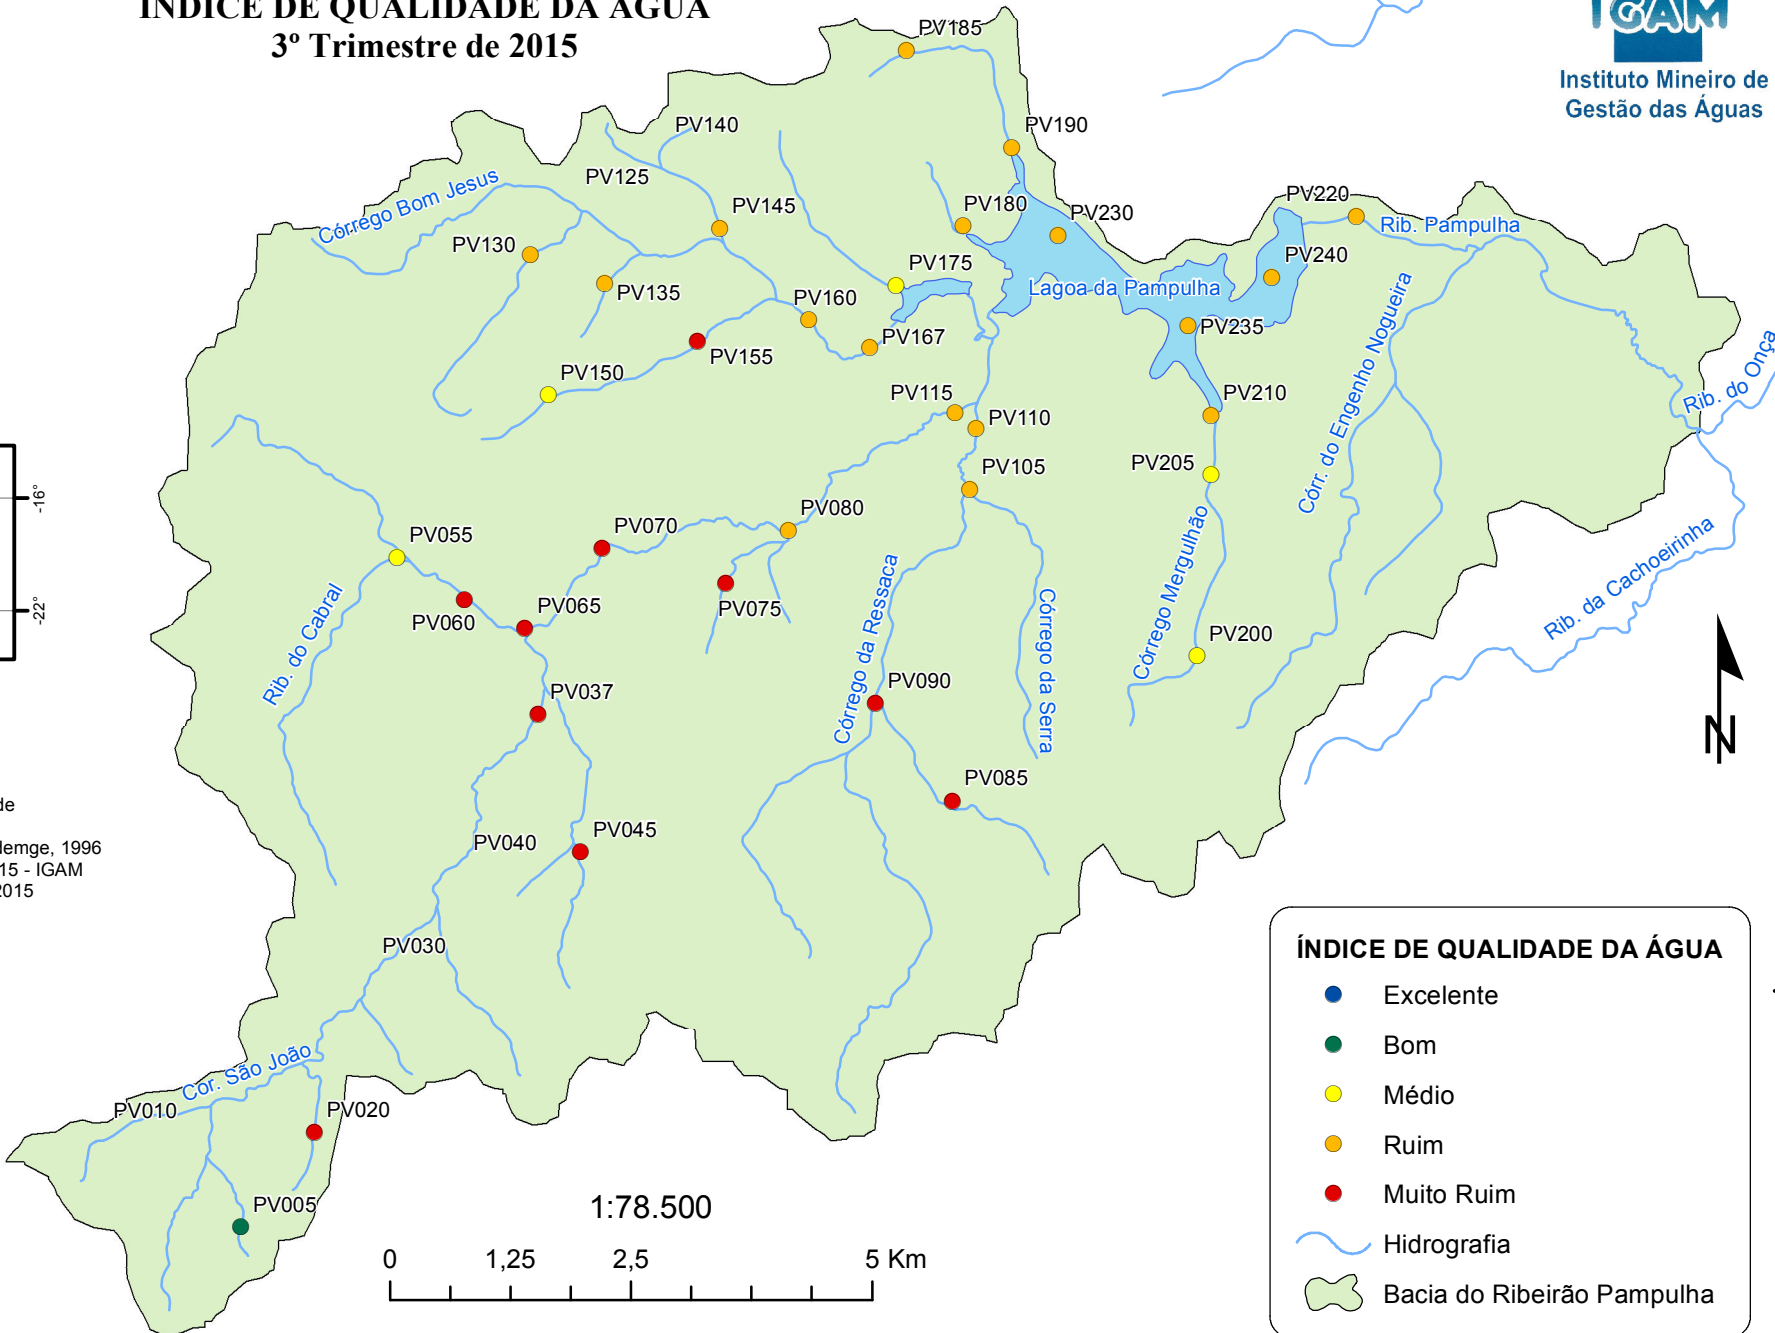 ÍNDICE DE QUALIDADE DA ÁGUA
3º Trimestre de 2015
IGAM
Instituto Mineiro de
Gestão das Águas
PV185
PV140
PV190
PV125
Córrego Bom Jesus
PV145
PV180
PV230
PV220
Rib. Pampulha
PV130
PV175
PV240
PV135
PV160
Lagoa da Pampulha
PV235
PV167
PV155
PV150
PV115
PV110
PV210
Córr. do Engenho Nogueira
Rib. do Onça
PV105
PV205
-16°
PV080
PV070
PV055
Rib. da Cachoeirinha
-22°
PV065
PV075
PV060
Rib. do Cabral
Córrego da Ressaca
Córrego da Serra
Córrego Mergulhão
PV200
PV037
PV090
PV085
PV045
PV040
de
demge, 1996
15 - IGAM
2015
PV030
Cor. São João
PV010
PV020
PV005
1:78.500
0 1,25 2,5 5 Km
N
ÍNDICE DE QUALIDADE DA ÁGUA
Excelente
Bom
Médio
Ruim
Muito Ruim
Hidrografia
Bacia do Ribeirão Pampulha